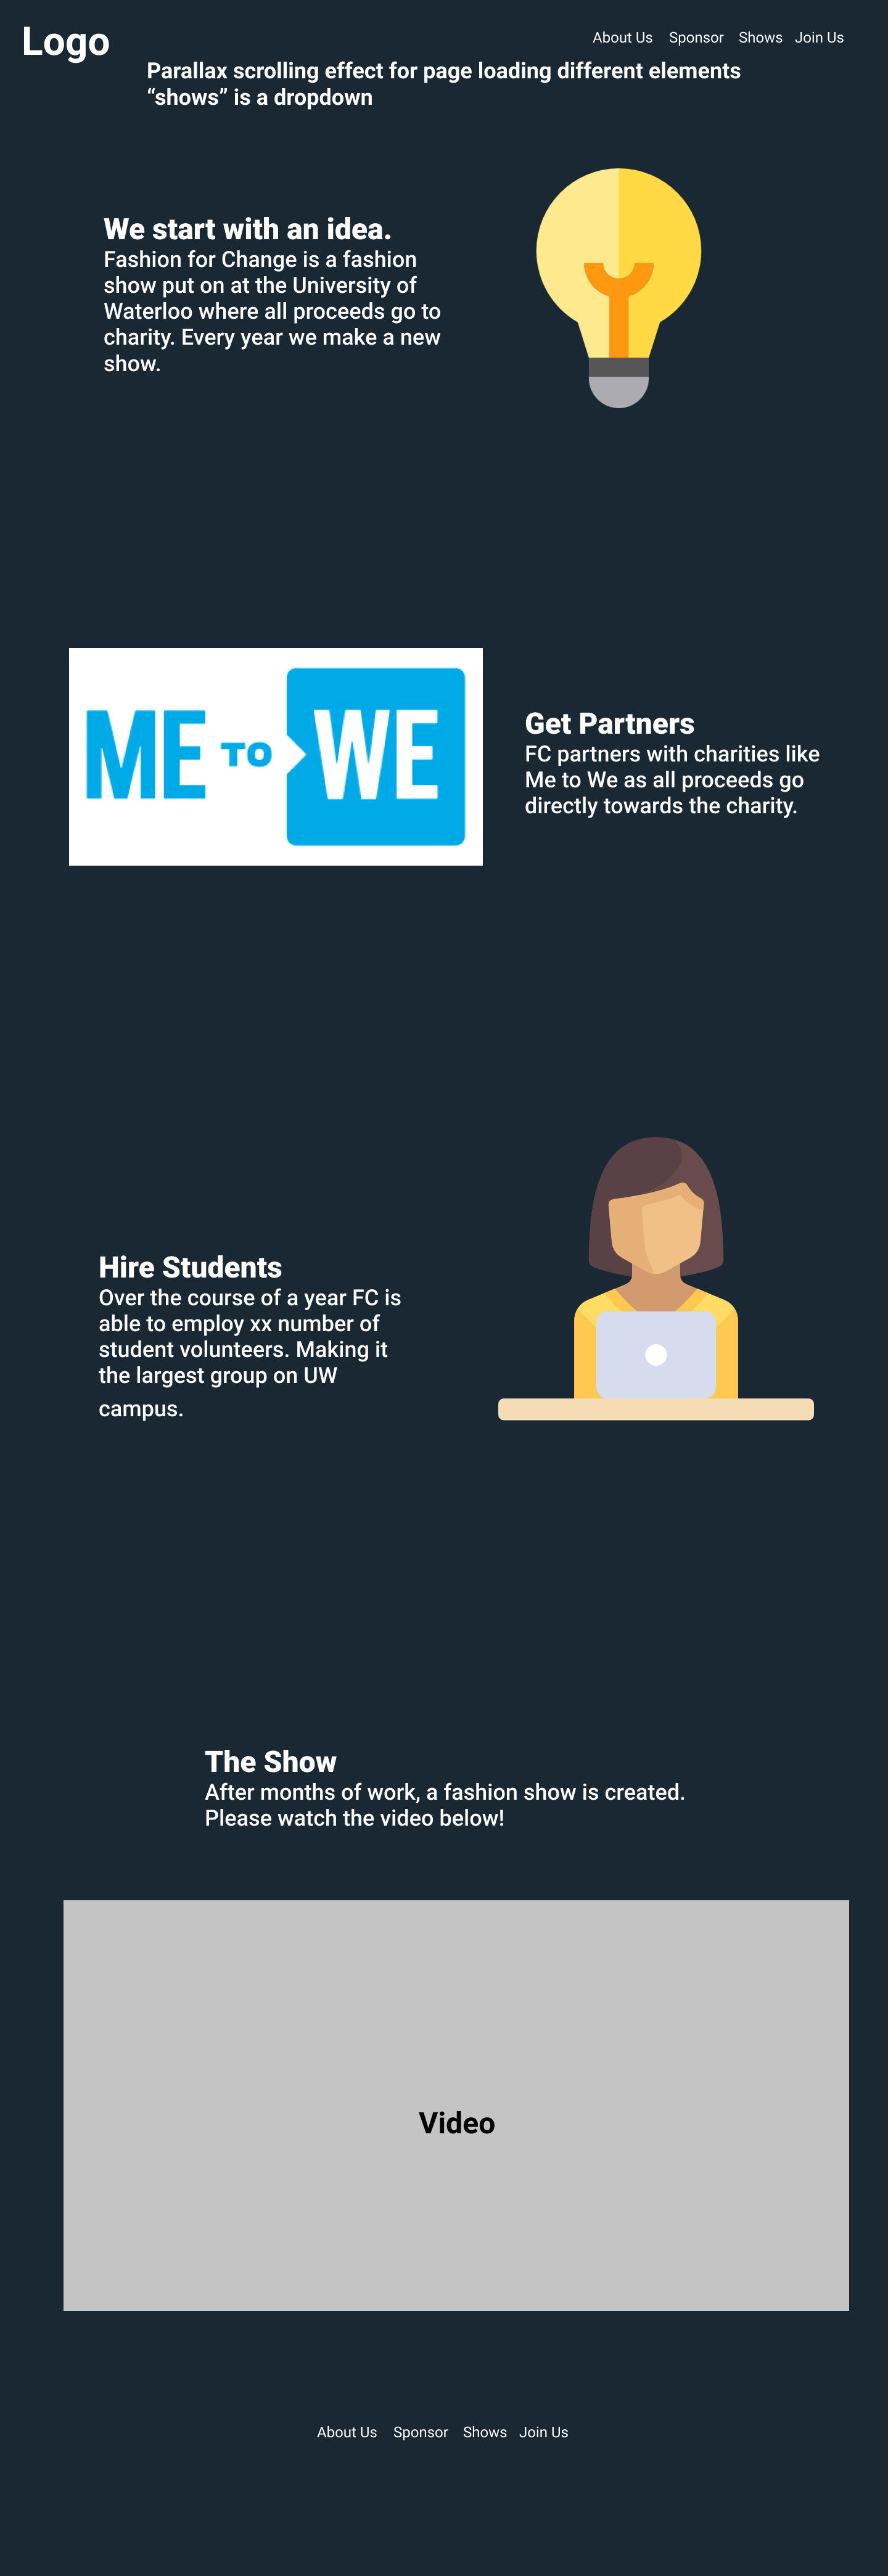 Logo
About Us Sponsor Shows Join Us
Parallax scrolling effect for page loading different elements
“shows” is a dropdown
We start with an idea.
Fashion for Change is a fashion
show put on at the University of
Waterloo where all proceeds go to
charity. Every year we make a new
show.
ME TO WE
Get Partners
FC partners with charities like
Me to We as all proceeds go
directly towards the charity.
Hire Students
Over the course of a year FC is
able to employ xx number of
student volunteers. Making it
the largest group on UW
campus.
The Show
After months of work, a fashion show is created.
Please watch the video below!
Video
About Us Sponsor Shows Join Us